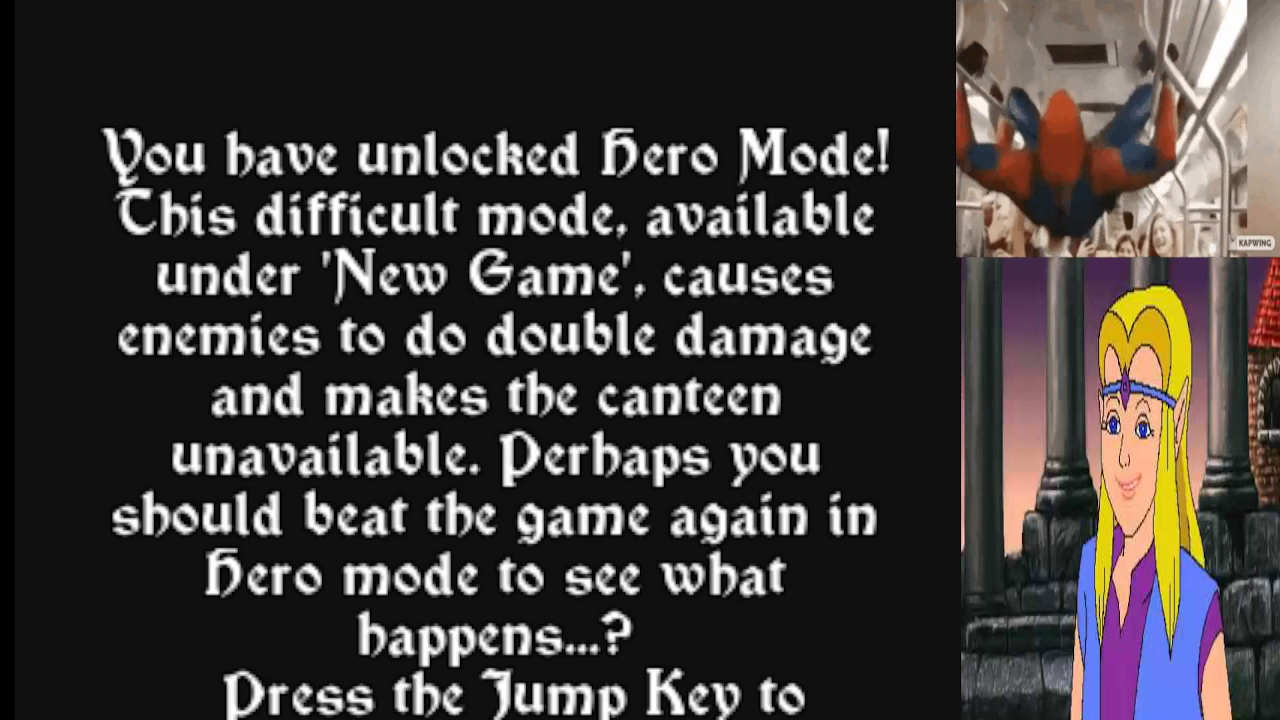 You have unlocked Hero Mode!
This difficult mode, available
under 'New Game', causes
enemies to do double damage
and makes the canteen
unavailable. Perhaps you
should beat the game again in
Hero mode to see what
happens...?
Press the Jump Key to
KAPWING